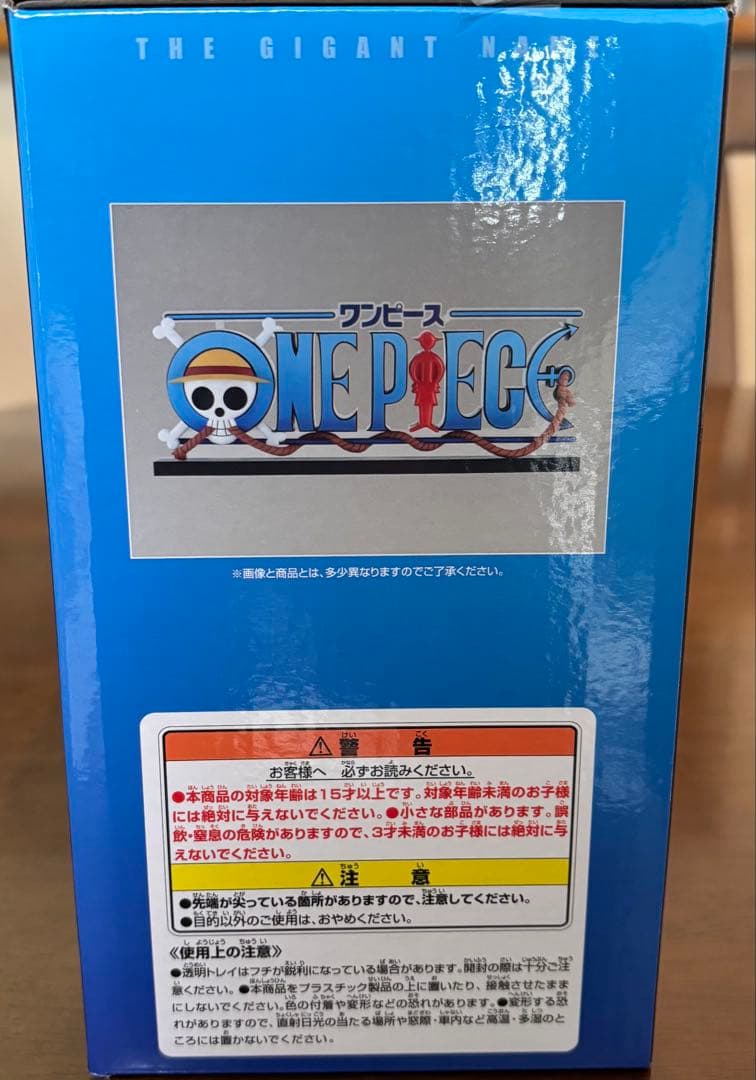 THE GIGANT NAME
ワンピース
ONE PIECE
※画像と商品とは、多少異なりますのでご了承ください。
⚠警告
お客様へ 必ずお読みください。
●本商品の対象年齢は15才以上です。対象年齢未満のお子様
には絶対に与えないでください。●小さな部品があります。誤
飲・窒息の危険がありますので、3才未満のお子様には絶対に与
えないでください。
⚠注意
●先端が尖っている箇所がありますので、注意してください。
●目的以外のご使用は、おやめください。
《使用上の注意》
●透明トレイはフチが鋭利になっている場合があります。開封の際は十分ご注
意ください。●本商品をプラスチック製品の上に置いたり、接触させたまま
にしないでください。色の付着や変形などの恐れがあります。●変形する恐
れがありますので、直射日光の当たる場所や窓際・車内など高温・多湿のと
ころには置かないでください。